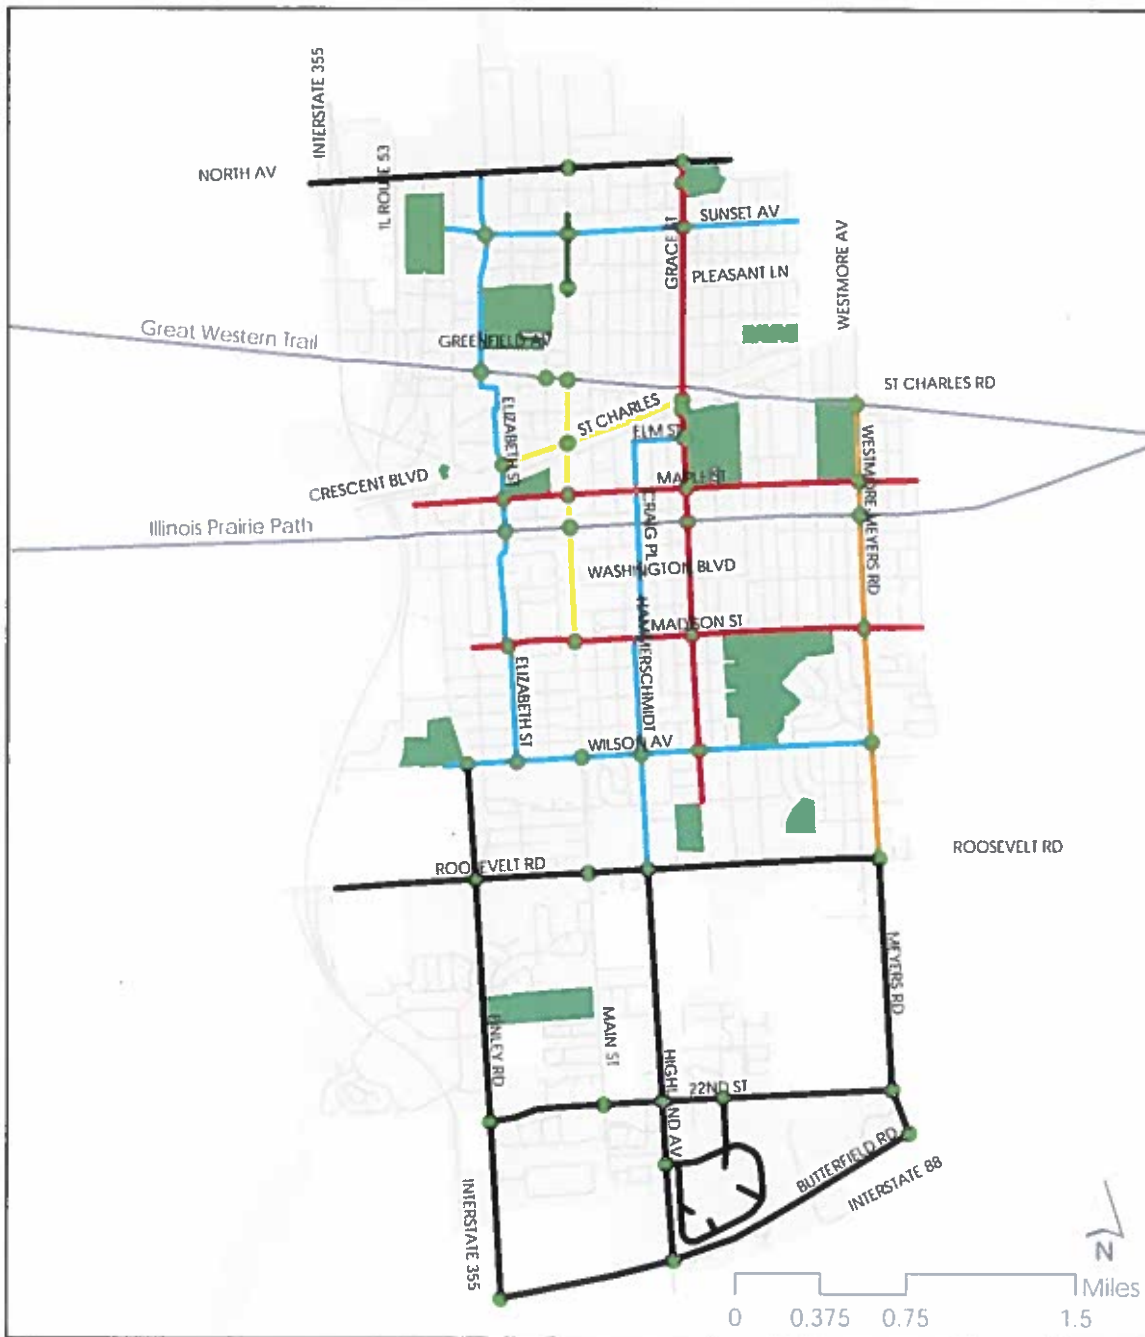 INTERSTATE 355
NORTH AV
IL ROUTE 53
SUNSET AV
GRACE ST
PLEASANT LN
WESTMORE AV
Great Western Trail
GREENFIELD AV
ST CHARLES RD
ELIZABETH ST
ST CHARLES
ELM ST
CRESCENT BLVD
MAPLE ST
WESTMORE-MEYERS RD
CRAIG PL
Illinois Prairie Path
WASHINGTON BLVD
HAMMERSCHMIDT
MADISON ST
ELIZABETH ST
WILSON AV
ROOSEVELT RD
ROOSEVELT RD
MEYERS RD
FINLEY RD
MAIN ST
HIGHLAND AV
22ND ST
BUTTERFIELD RD
INTERSTATE 88
INTERSTATE 355
N
Miles
0 0.375 0.75 1.5